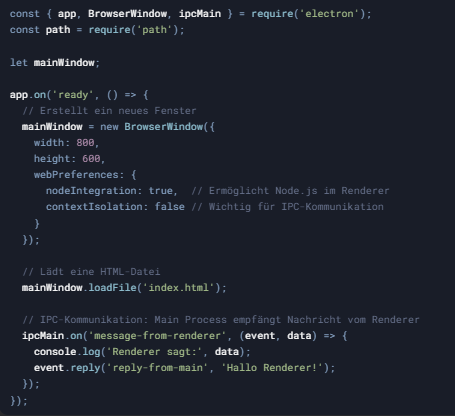 const { app, BrowserWindow, ipcMain } = require('electron');
const path = require('path');

let mainWindow;

app.on('ready', () => {
  // Erstellt ein neues Fenster
  mainWindow = new BrowserWindow({
    width: 800,
    height: 600,
    webPreferences: {
      nodeIntegration: true,  // Ermöglicht Node.js im Renderer
      contextIsolation: false // Wichtig für IPC-Kommunikation
    }
  });

  // Lädt eine HTML-Datei
  mainWindow.loadFile('index.html');

  // IPC-Kommunikation: Main Process empfängt Nachricht vom Renderer
  ipcMain.on('message-from-renderer', (event, data) => {
    console.log('Renderer sagt:', data);
    event.reply('reply-from-main', 'Hallo Renderer!');
  });
});